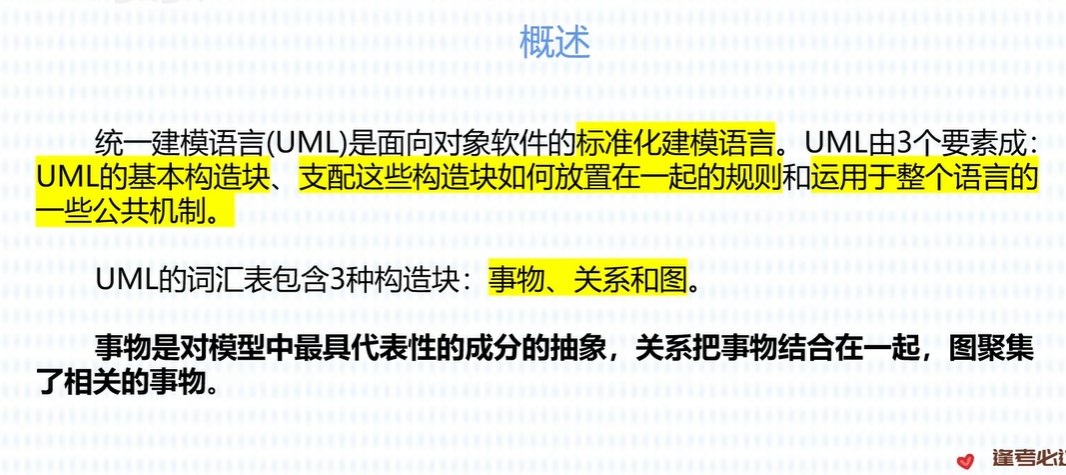 概述
统一建模语言(UML)是面向对象软件的标准化建模语言。UML由3个要素成：
UML的基本构造块、支配这些构造块如何放置在一起的规则和运用于整个语言的
一些公共机制。
UML的词汇表包含3种构造块：事物、关系和图。
事物是对模型中最具代表性的成分的抽象，关系把事物结合在一起，图聚集
了相关的事物。
逢考必过